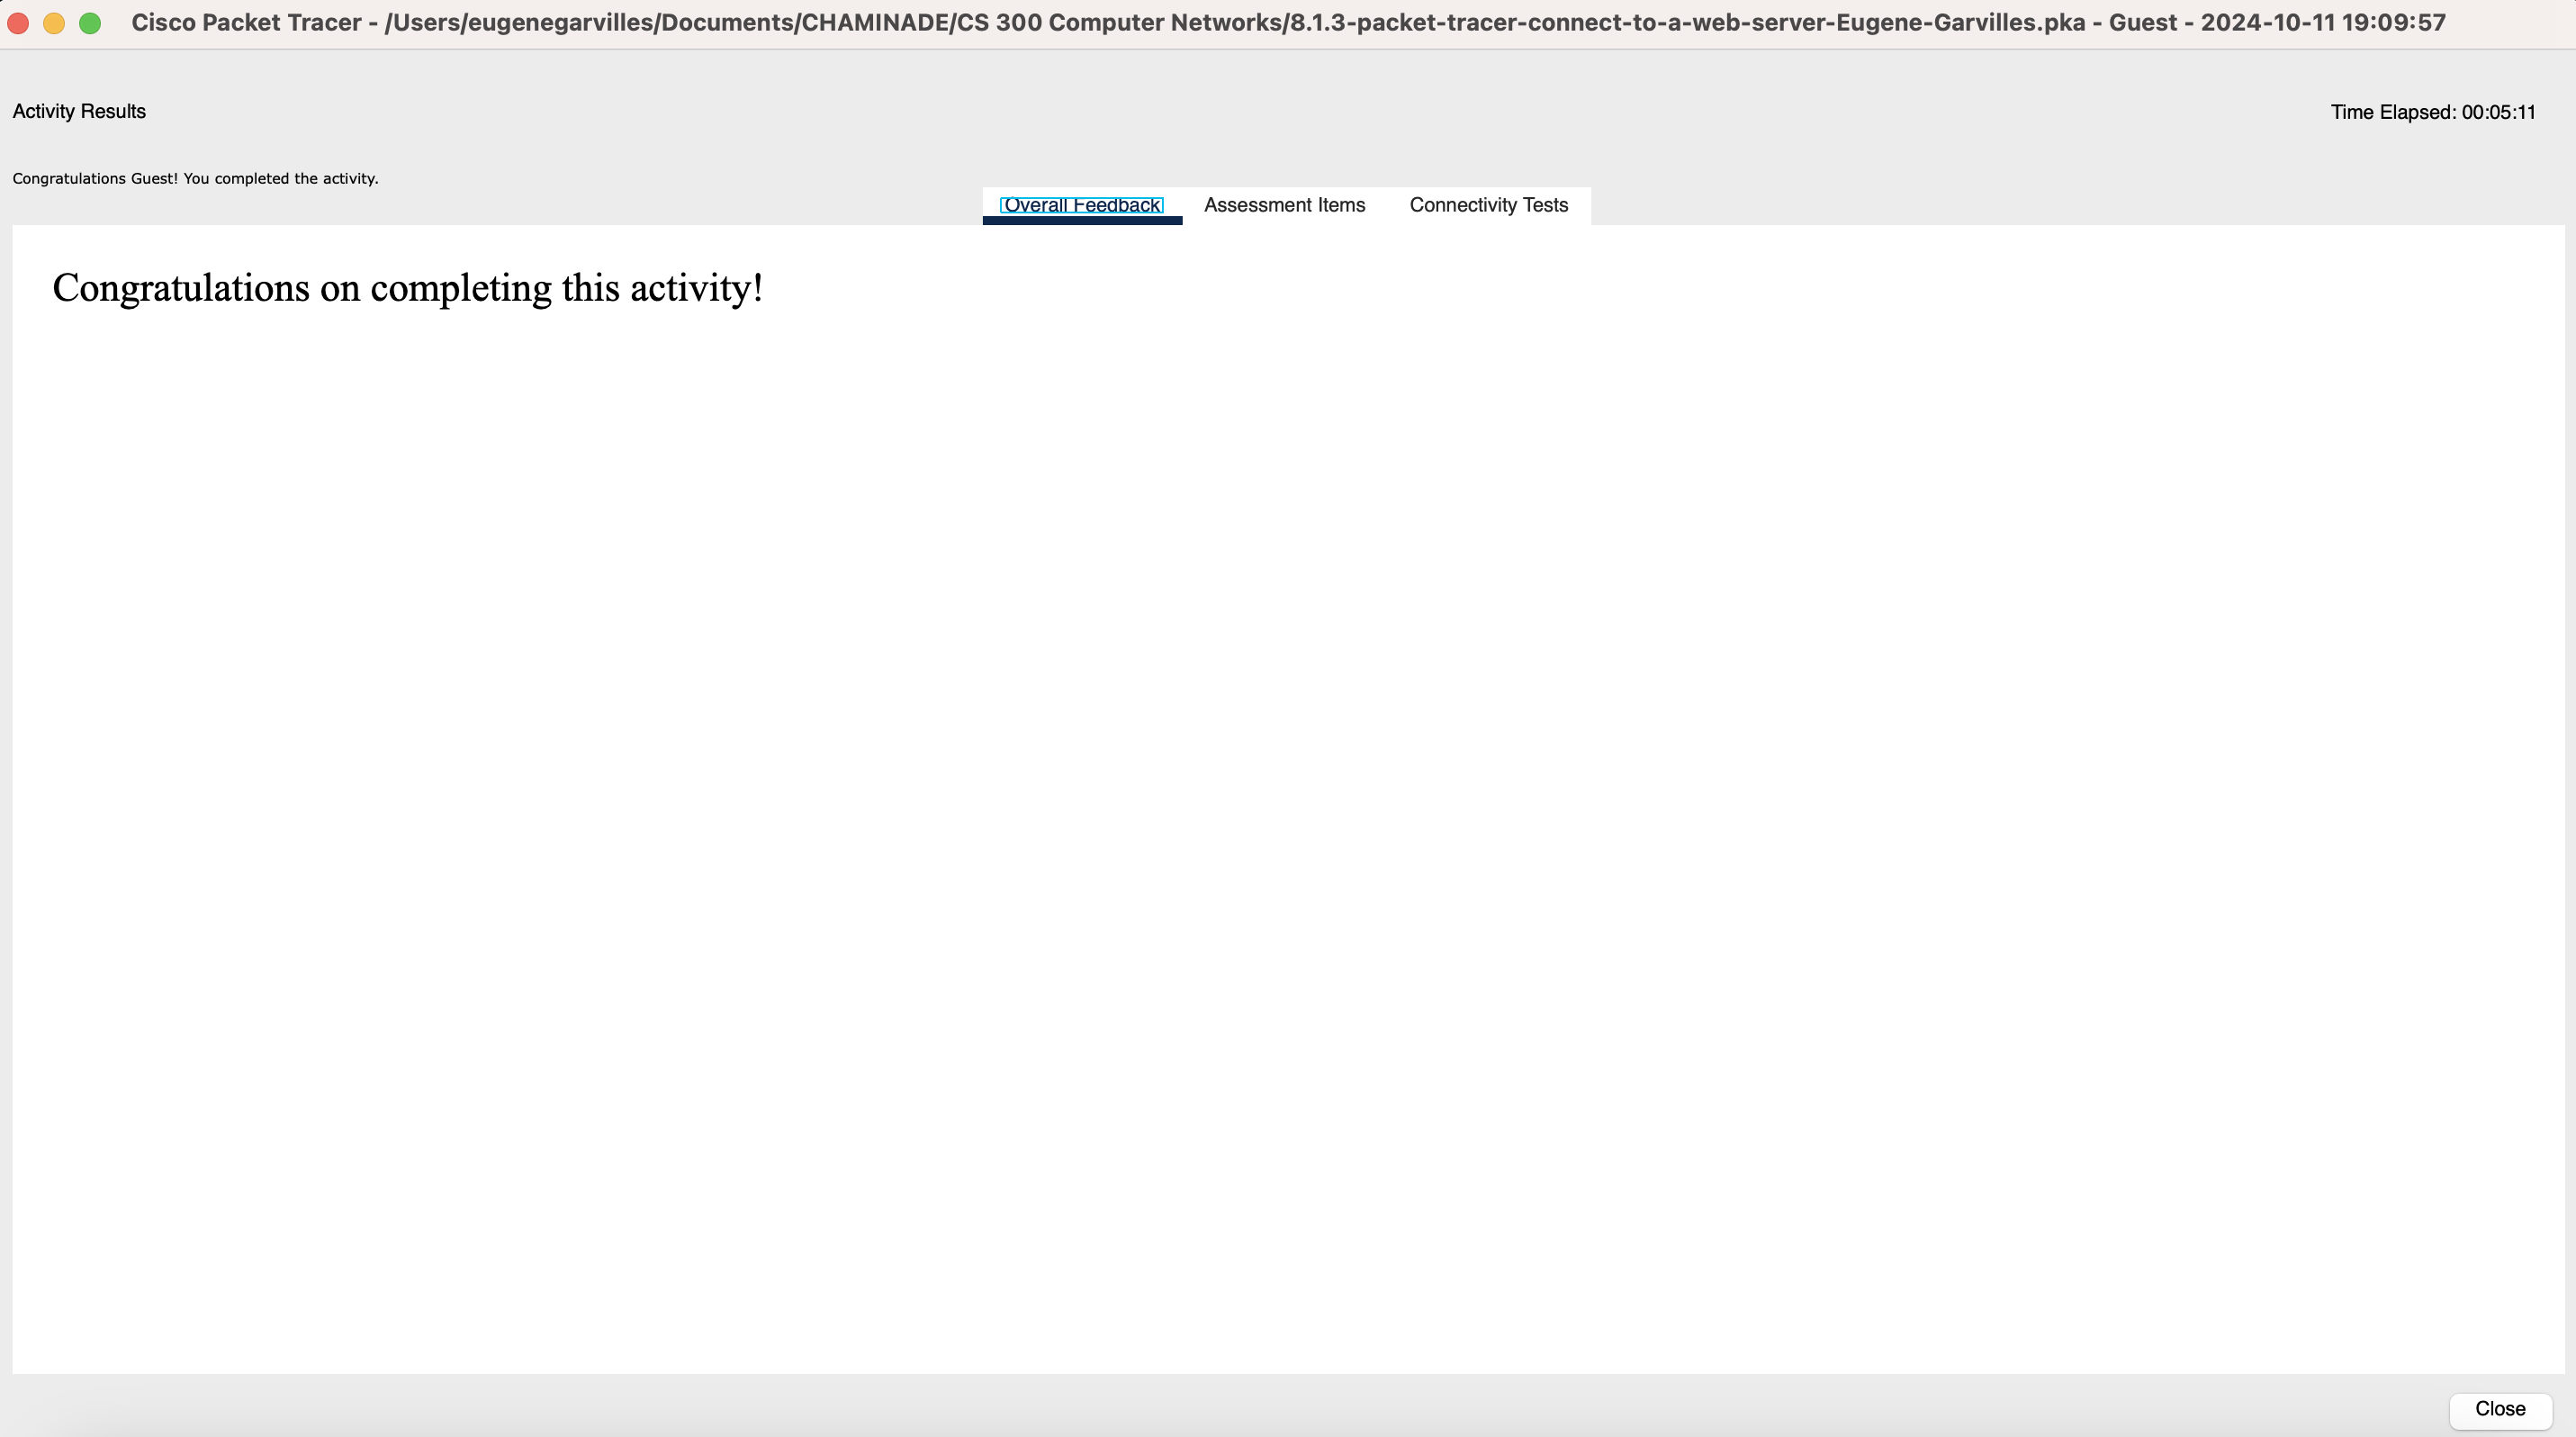 Cisco Packet Tracer - /Users/eugenegarvilles/Documents/CHAMINADE/CS 300 Computer Networks/8.1.3-packet-tracer-connect-to-a-web-server-Eugene-Garvilles.pka - Guest - 2024-10-11 19:09:57
Activity Results
Time Elapsed: 00:05:11
Congratulations Guest! You completed the activity.
Overall Feedback Assessment Items Connectivity Tests
Congratulations on completing this activity!
Close